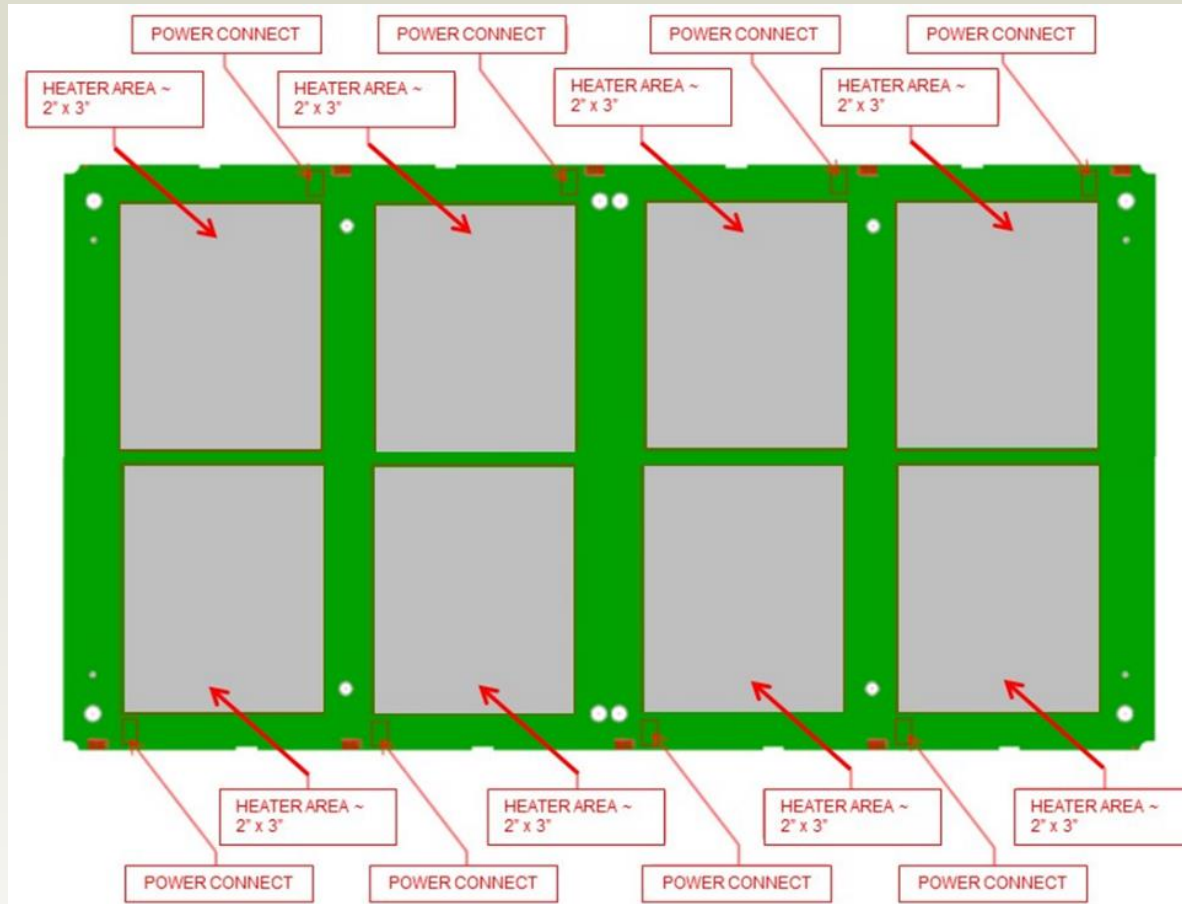 POWER CONNECT
POWER CONNECT
POWER CONNECT
POWER CONNECT
HEATER AREA ~
2" x 3"
HEATER AREA ~
2" x 3"
HEATER AREA ~
2" x 3"
HEATER AREA ~
2" x 3"
HEATER AREA ~
2" x 3"
HEATER AREA ~
2" x 3"
HEATER AREA ~
2" x 3"
HEATER AREA ~
2" x 3"
POWER CONNECT
POWER CONNECT
POWER CONNECT
POWER CONNECT